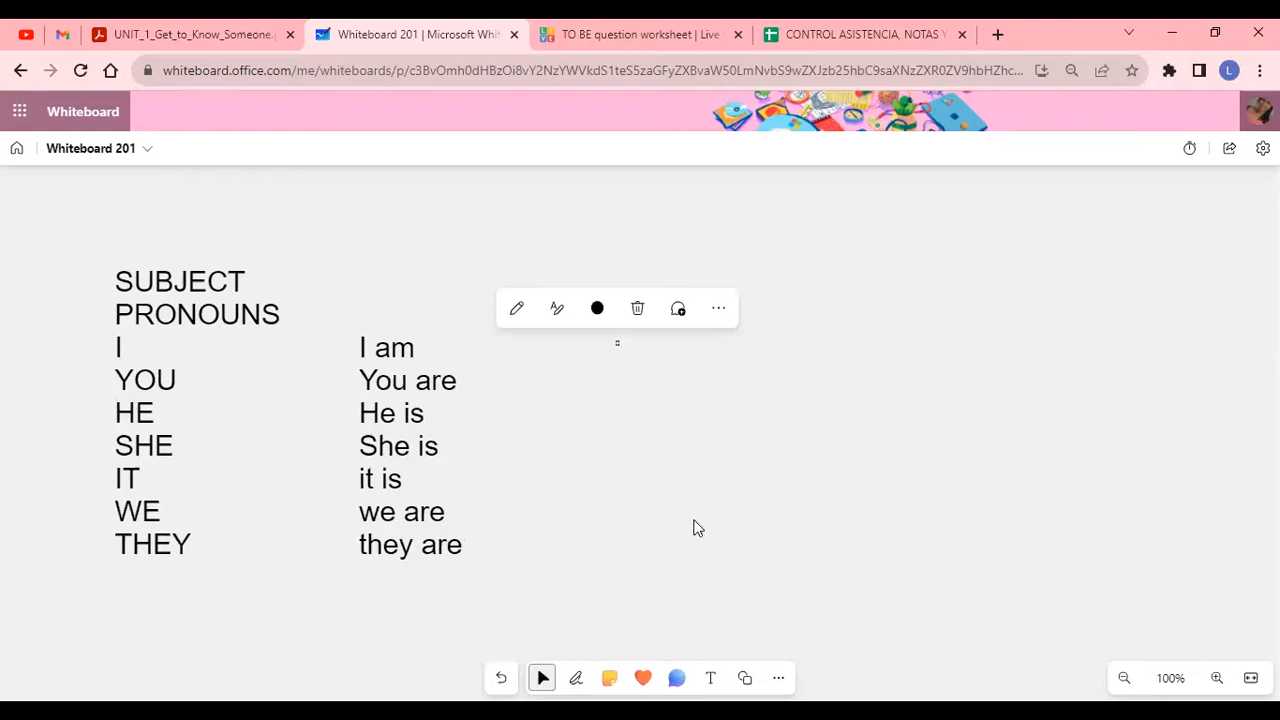 UNIT_1_Get_to_Know_Someone.
Whiteboard 201 | Microsoft Whit
TO BE question worksheet | Live
CONTROL ASISTENCIA, NOTAS Y
Whiteboard
Whiteboard 201
SUBJECT
PRONOUNS
I I am
YOU You are
HE He is
SHE She is
IT it is
WE we are
THEY they are
100%